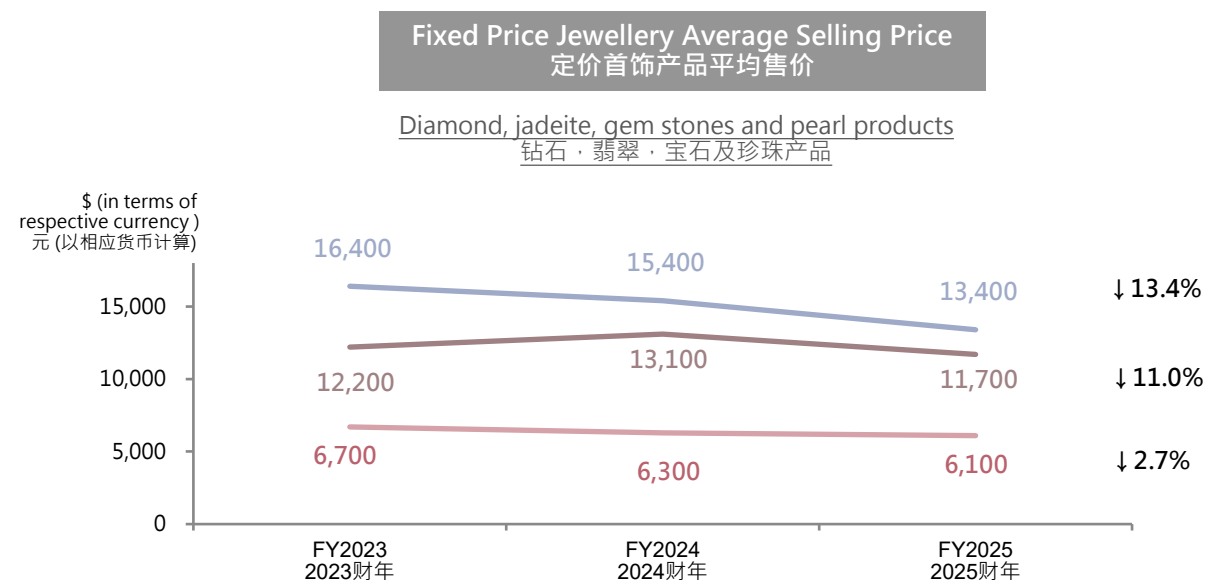 Fixed Price Jewellery Average Selling Price
定价首饰产品平均售价
Diamond, jadeite, gem stones and pearl products
钻石﹒翡翠﹒宝石及珍珠产品
$ (in terms of
respective currency )
元 (以相应货币计算)
16,400
15,400
13,400
↓13.4%
15,000
12,200
13,100
11,700
↓11.0%
10,000
6,700
6,300
6,100
↓2.7%
5,000
0
FY2023
2023财年
FY2024
2024财年
FY2025
2025财年